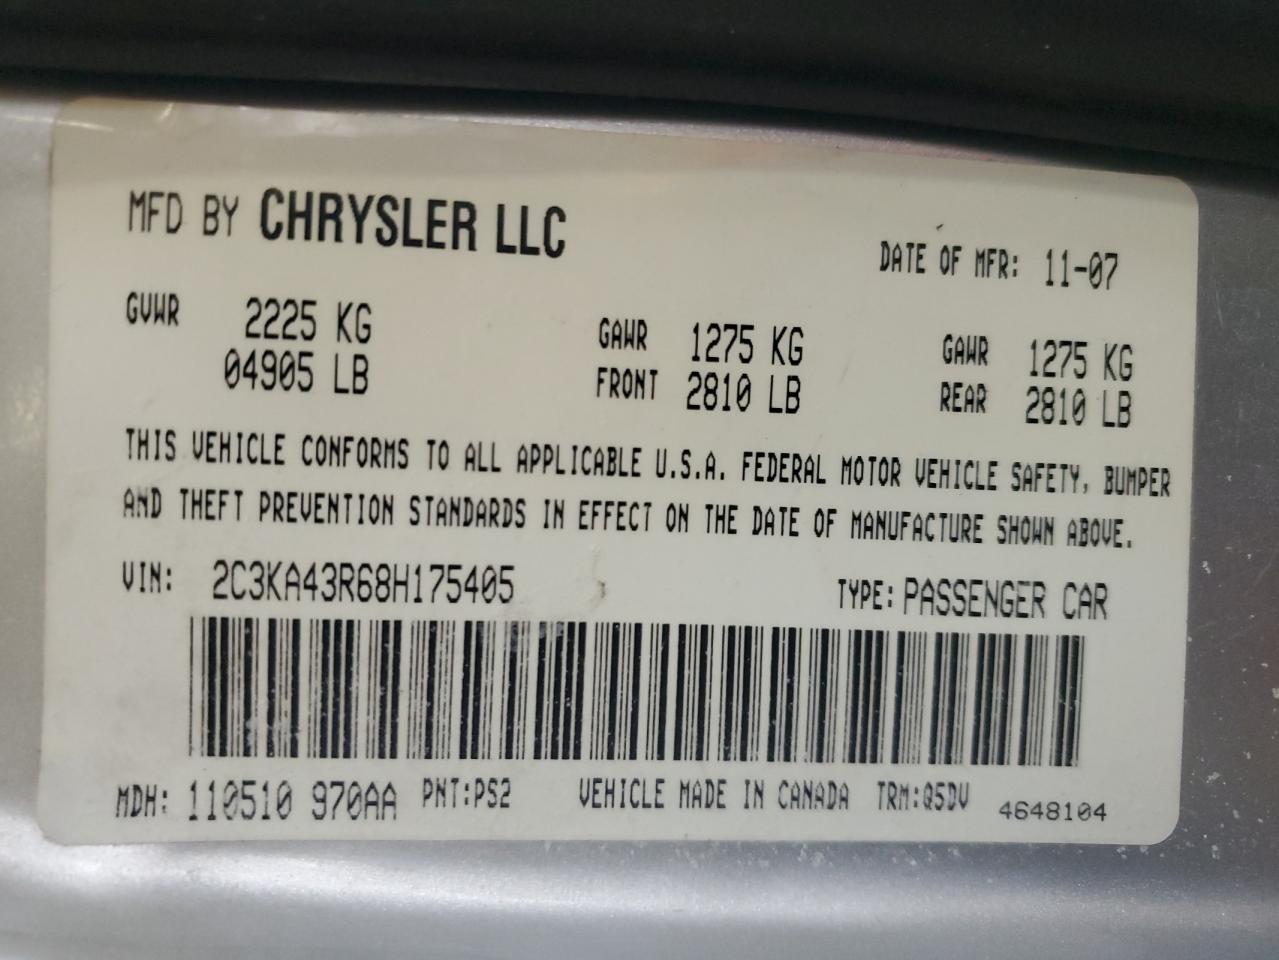 MFD BY CHRYSLER LLC
DATE OF MFR: 11-07
GVWR 2225 KG
04905 LB
GAWR 1275 KG
FRONT 2810 LB
GAWR 1275 KG
REAR 2810 LB
THIS VEHICLE CONFORMS TO ALL APPLICABLE U.S.A. FEDERAL MOTOR VEHICLE SAFETY, BUMPER
AND THEFT PREVENTION STANDARDS IN EFFECT ON THE DATE OF MANUFACTURE SHOWN ABOVE.
VIN: 2C3KA43R68H175405
TYPE: PASSENGER CAR
MDH: 110510 970AA PNT:PS2 VEHICLE MADE IN CANADA TRM:Q5DV 4648104